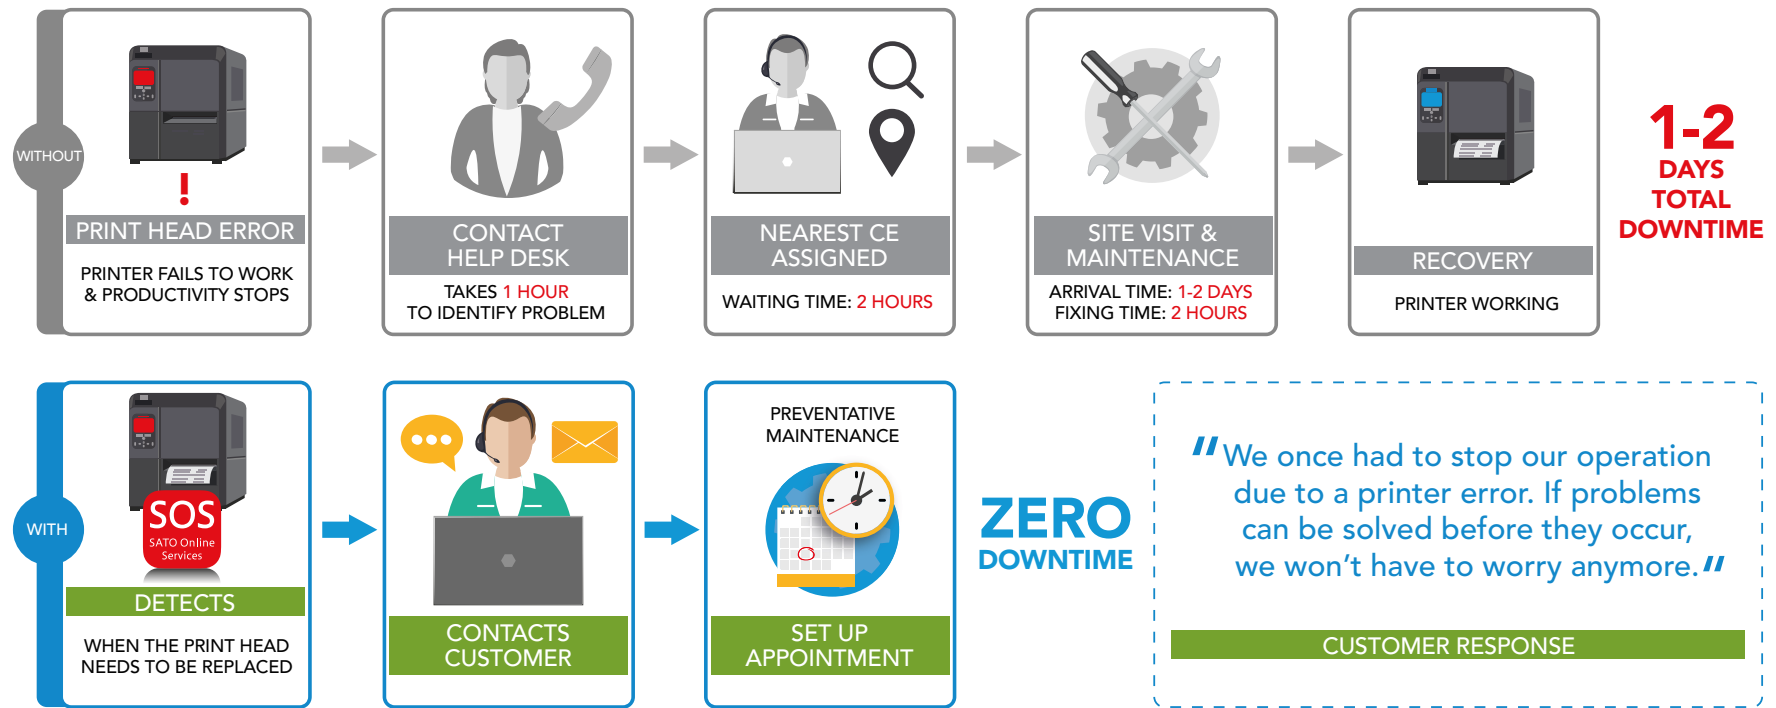 WITHOUT
!
PRINT HEAD ERROR
PRINTER FAILS TO WORK
& PRODUCTIVITY STOPS
CONTACT
HELP DESK
TAKES 1 HOUR
TO IDENTIFY PROBLEM
NEAREST CE
ASSIGNED
WAITING TIME: 2 HOURS
SITE VISIT &
MAINTENANCE
ARRIVAL TIME: 1-2 DAYS
FIXING TIME: 2 HOURS
RECOVERY
PRINTER WORKING
1-2
DAYS
TOTAL
DOWNTIME
WITH
SOS
SATO Online
Services
DETECTS
WHEN THE PRINT HEAD
NEEDS TO BE REPLACED
CONTACTS
CUSTOMER
PREVENTATIVE
MAINTENANCE
SET UP
APPOINTMENT
ZERO
DOWNTIME
"We once had to stop our operation
due to a printer error. If problems
can be solved before they occur,
we won't have to worry anymore."
CUSTOMER RESPONSE